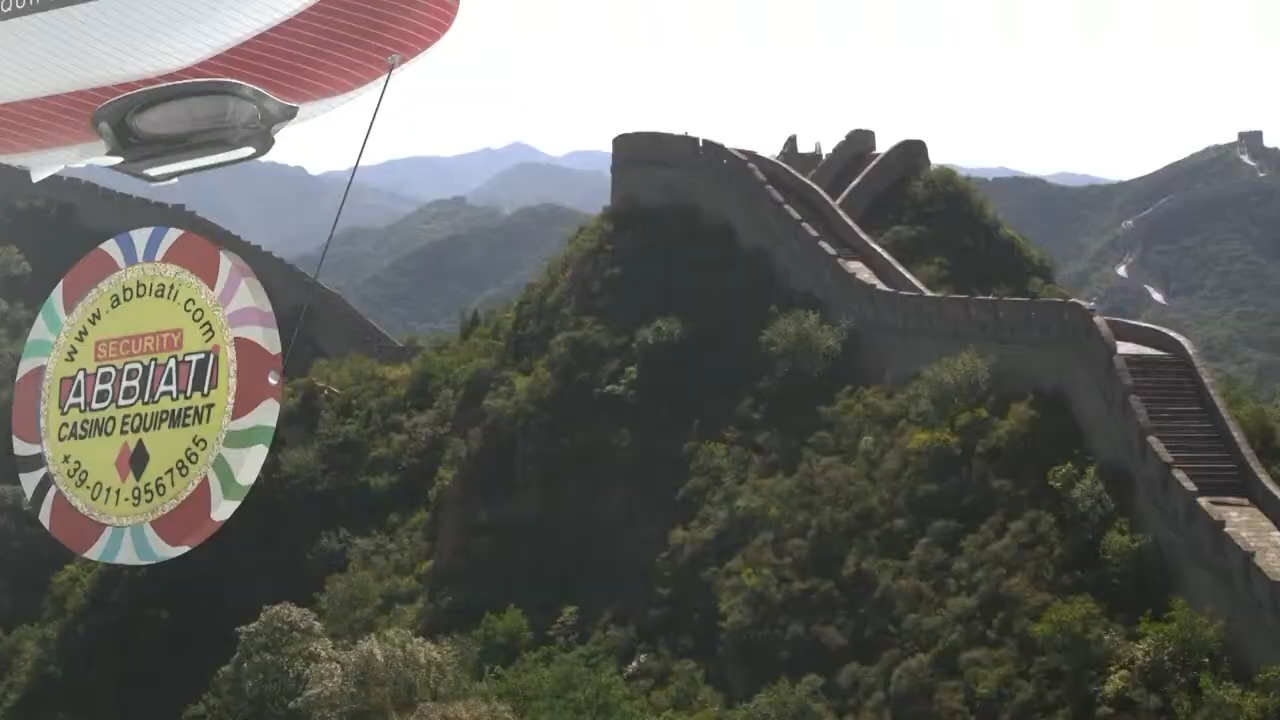 www.abbiati.com
SECURITY
ABBIATI
CASINO EQUIPMENT
+39-011-9567865